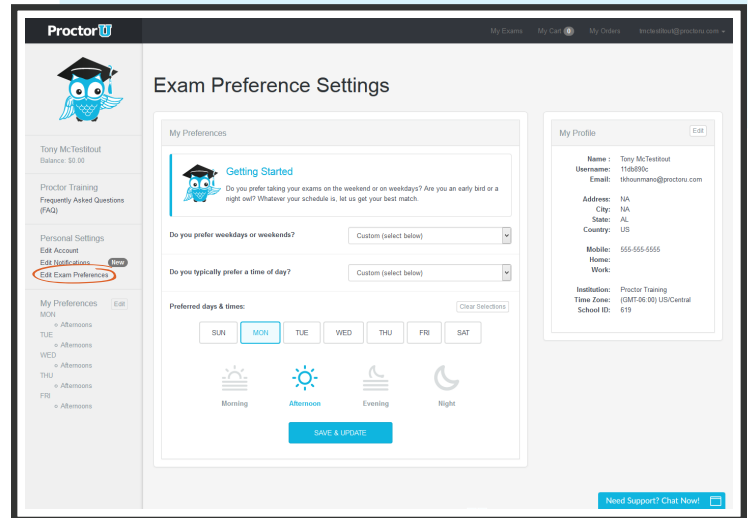 ProctorU
My Exams My Cart 0 My Orders tmctestitout@proctoru.com
Tony McTestitout
Balance: $0.00
Proctor Training
Frequently Asked Questions
(FAQ)
Personal Settings
Edit Account
Edit Notifications New
Edit Exam Preferences
My Preferences Edit
MON
Afternoons
TUE
Afternoons
WED
Afternoons
THU
Afternoons
FRI
Afternoons
Exam Preference Settings
My Preferences
Getting Started
Do you prefer taking your exams on the weekend or on weekdays? Are you an early bird or a
night owl? Whatever your schedule is, let us get your best match.
Do you prefer weekdays or weekends? Custom (select below)
Do you typically prefer a time of day? Custom (select below)
Preferred days & times: Clear Selections
SUN MON TUE WED THU FRI SAT
Morning Afternoon Evening Night
SAVE & UPDATE
My Profile Edit
Name : Tony McTestitout
Username: 11db890c
Email: tkhounmano@proctoru.com
Address: NA
City: NA
State: AL
Country: US
Mobile: 555-555-5555
Home:
Work:
Institution: Proctor Training
Time Zone: (GMT-06:00) US/Central
School ID: 619
Need Support? Chat Now!